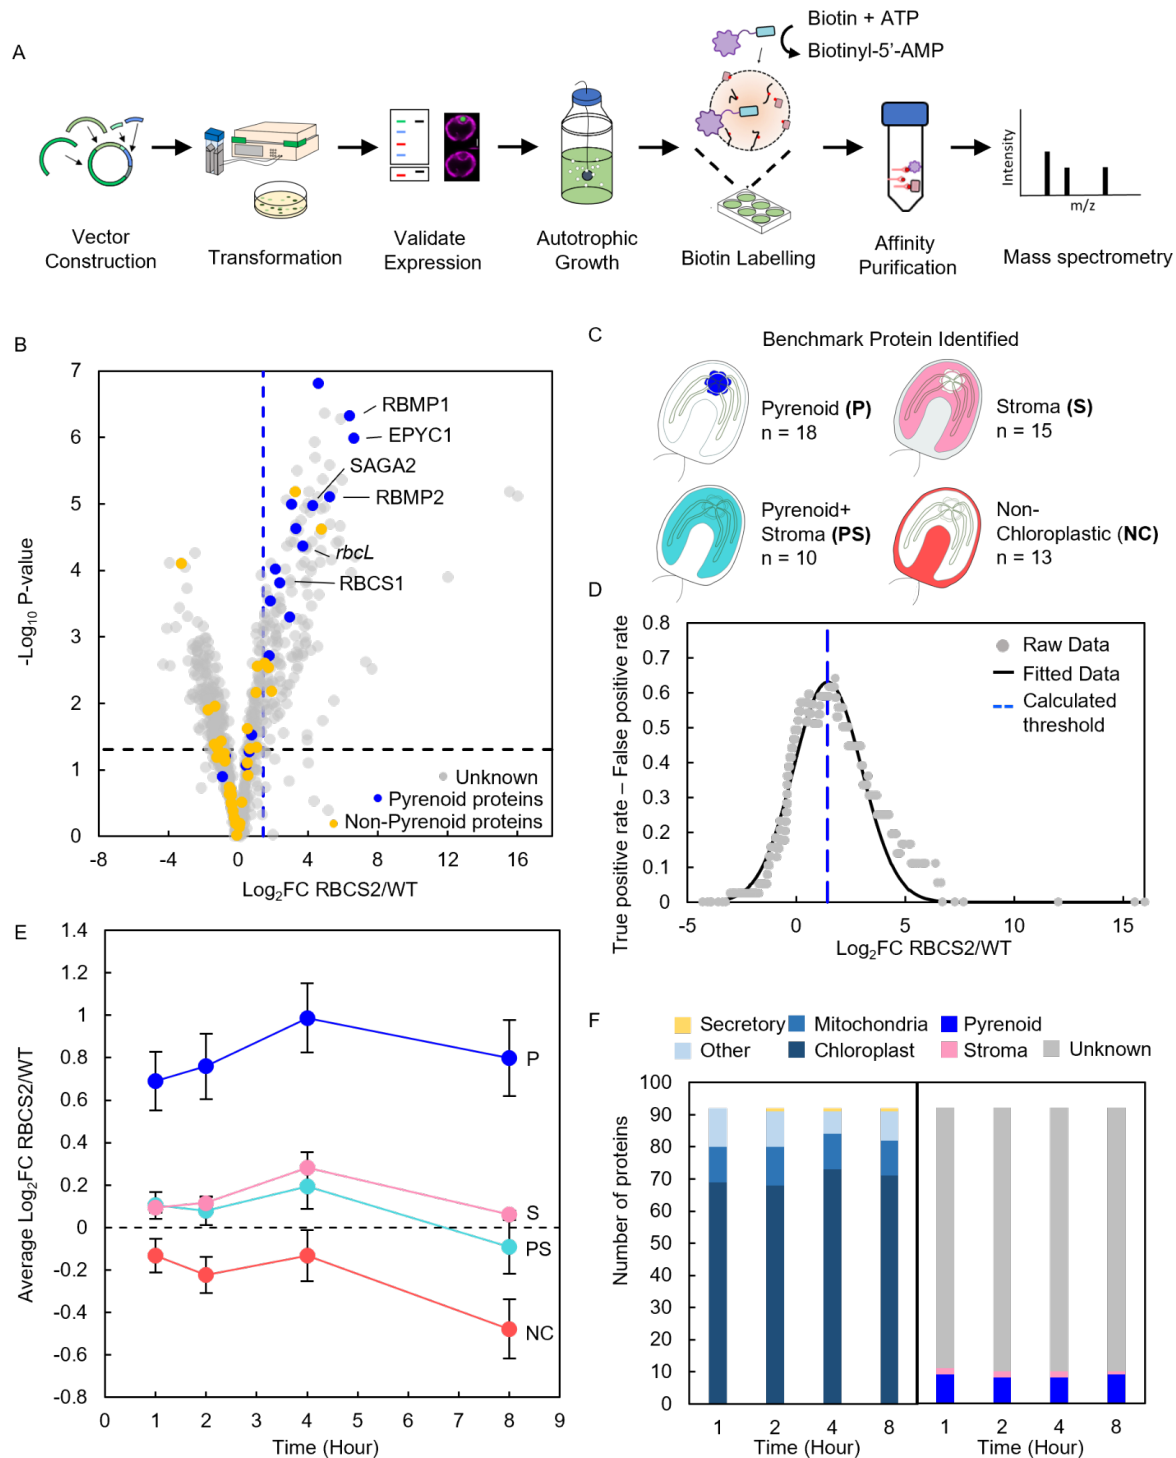 A
Biotin + ATP
Biotinyl-5'-AMP
Vector
Construction
Transformation
Validate
Expression
Autotrophic
Growth
Biotin Labelling
Affinity
Purification
Intensity
m/z
Mass spectrometry
B
-Log10 P-value
7
6
5
4
3
2
1
0
RBMP1
EPYC1
SAGA2
RBMP2
rbcL
RBCS1
Unknown
Pyrenoid proteins
Non-Pyrenoid proteins
-8 -4 0 4 8 12 16
Log2FC RBCS2/WT
C
Benchmark Protein Identified
Pyrenoid (P)
n = 18
Stroma (S)
n = 15
Pyrenoid+
Stroma (PS)
n = 10
Non-
Chloroplastic (NC)
n = 13
D
True positive rate – False positive rate
0.8
0.7
0.6
0.5
0.4
0.3
0.2
0.1
0
Raw Data
Fitted Data
Calculated
threshold
-5 0 5 10 15
Log2FC RBCS2/WT
E
Average Log2FC RBCS2/WT
1.4
1.2
1
0.8
0.6
0.4
0.2
0
-0.2
-0.4
-0.6
-0.8
P
S
PS
NC
0 1 2 3 4 5 6 7 8 9
Time (Hour)
F
Secretory Mitochondria Pyrenoid
Other Chloroplast Stroma Unknown
Number of proteins
100
90
80
70
60
50
40
30
20
10
0
1 2 4 8 1 2 4 8
Time (Hour) Time (Hour)